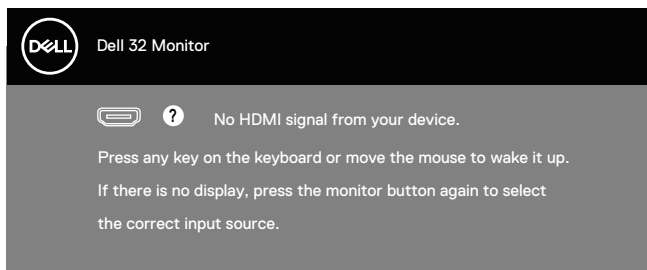 DELL
Dell 32 Monitor
? No HDMI signal from your device.
Press any key on the keyboard or move the mouse to wake it up.
If there is no display, press the monitor button again to select
the correct input source.